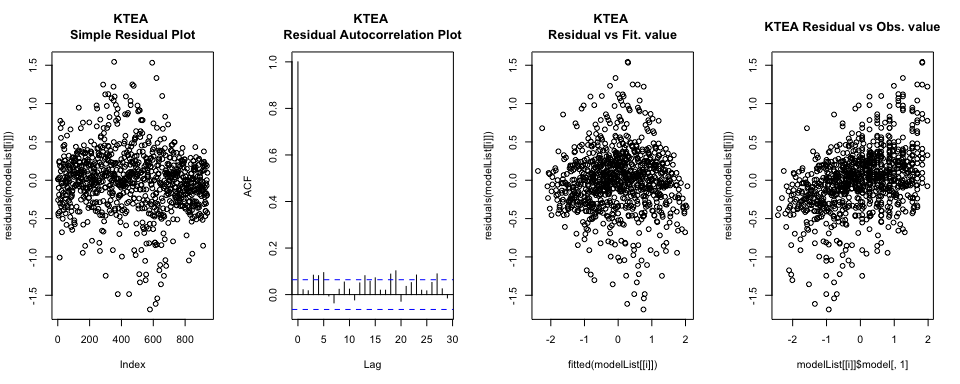 KTEA
Simple Residual Plot
residuals(modelList[[i]])
1.5
1.0
0.5
0.0
-0.5
-1.0
-1.5
0 200 400 600 800
Index
KTEA
Residual Autocorrelation Plot
ACF
1.0
0.8
0.6
0.4
0.2
0.0
0 5 10 15 20 25 30
Lag
KTEA
Residual vs Fit. value
residuals(modelList[[i]])
1.5
1.0
0.5
0.0
-0.5
-1.0
-1.5
-2 -1 0 1 2
fitted(modelList[[i]])
KTEA Residual vs Obs. value
residuals(modelList[[i]])
1.5
1.0
0.5
0.0
-0.5
-1.0
-1.5
-2 -1 0 1 2
modelList[[i]]$model[, 1]